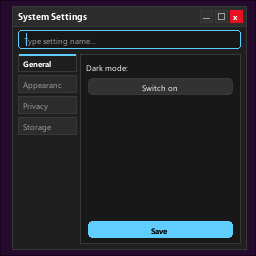 System Settings
Type setting name...
General
Appearanc
Privacy
Storage
Dark mode:
Switch on
Save